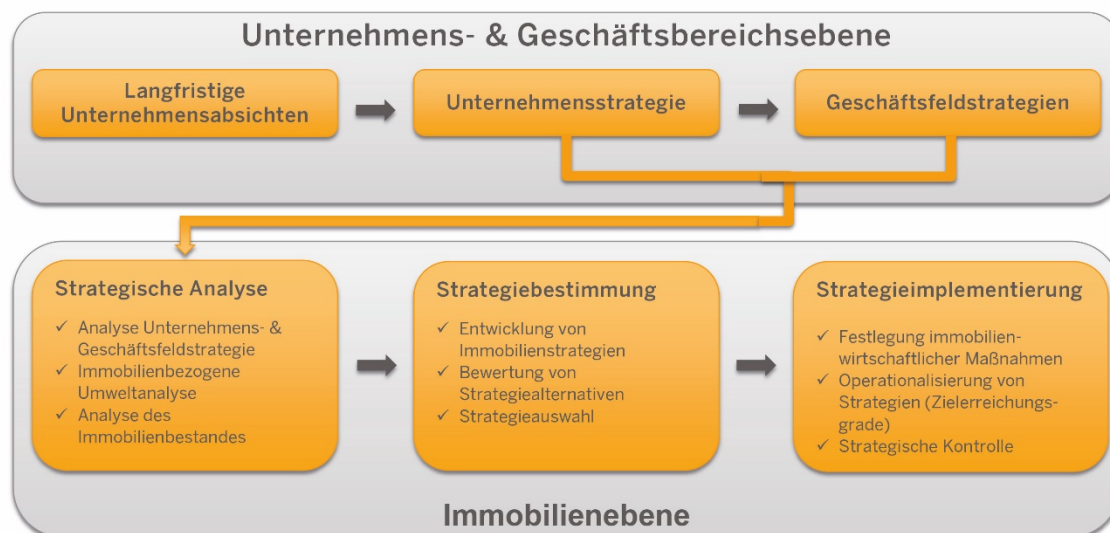 Unternehmens- & Geschäftsbereichsebene
Langfristige
Unternehmensabsichten
Unternehmensstrategie
Geschäftsfeldstrategien
Strategische Analyse
✓ Analyse Unternehmens- &
Geschäftsfeldstrategie
✓ Immobilienbezogene
Umweltanalyse
✓ Analyse des
Immobilienbestandes
Strategiebestimmung
✓ Entwicklung von
Immobilienstrategien
✓ Bewertung von
Strategiealternativen
✓ Strategieauswahl
Strategieimplementierung
✓ Festlegung immobilien-
wirtschaftlicher Maßnahmen
✓ Operationalisierung von
Strategien (Zielerreichungs-
grade)
✓ Strategische Kontrolle
Immobilienebene